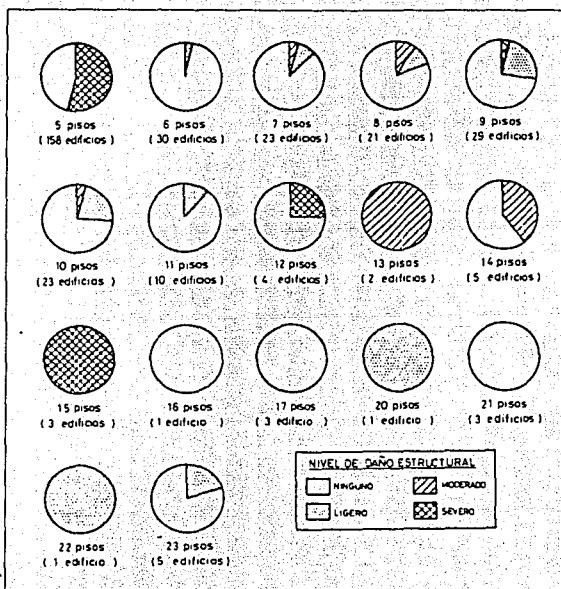 5 pisos
(158 edificios)
6 pisos
(30 edificios)
7 pisos
(23 edificios)
8 pisos
(21 edificios)
9 pisos
(29 edificios)
10 pisos
(23 edificios)
11 pisos
(10 edificios)
12 pisos
(4 edificios)
13 pisos
(2 edificios)
14 pisos
(5 edificios)
15 pisos
(3 edificios)
16 pisos
(1 edificio)
17 pisos
(3 edificio)
20 pisos
(1 edificio)
21 pisos
(3 edificios)
22 pisos
(1 edificio)
23 pisos
(5 edificios)
NIVEL DE DAÑO ESTRUCTURAL
NINGUNO
MODERADO
LIGERO
SEVERO